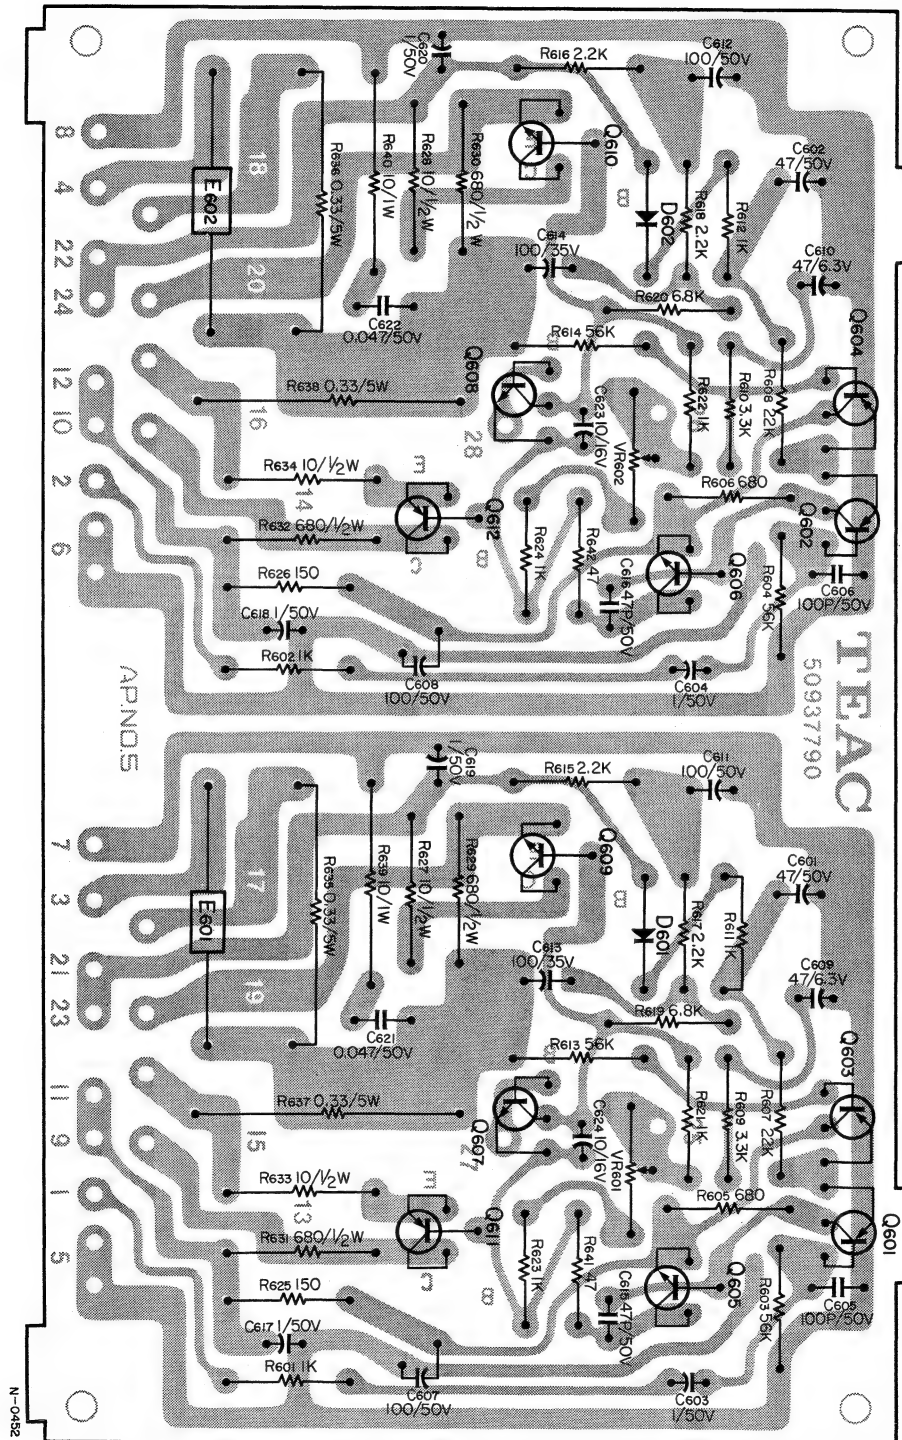 C620
1/50V
R616 2.2K
C612
100/50V
8
18
R636 0.33/5W
R640 10/1W
R628 10/½W
R630 680/½W
Q610
B
C602
47/50V
4
E602
D602
R618 2.2K
R612 1K
22
20
C614
100/35V
C610
47/6.3V
24
C622
0.047/50V
R620 6.8K
R614 56K
Q604
12
R638 0.33/5W
Q608
C623 10/16V
VR602
R622 1K
R610 3.3K
R608 22K
10
16
28
2
R634 10/½W
14
E
R606 680
Q602
6
R632 680/½W
Q612
C
B
R624 1K
R642 47
C616 47P/50V
Q606
R604 56K
C606
100P/50V
R626 150
C618 1/50V
R602 1K
C608
100/50V
C604
1/50V
TEAC
50937790
A.P.NO.5
C619
1/50V
R615 2.2K
C611
100/50V
7
17
R635 0.33/5W
R639 10/1W
R627 10/½W
R629 680/½W
Q609
B
C601
47/50V
3
E601
D601
R617 2.2K
R611 1K
21
19
C613
100/35V
C609
47/6.3V
23
C621
0.047/50V
R619 6.8K
R613 56K
B
Q603
11
R637 0.33/5W
Q607
C624 10/16V
VR601
R621 1K
R609 3.3K
R607 22K
9
15
27
1
R633 10/½W
13
E
R605 680
Q601
5
R631 680/½W
Q611
C
B
R623 1K
R641 47
C615 47P/50V
Q605
R603 56K
C605
100P/50V
R625 150
C617 1/50V
R601 1K
C607
100/50V
C603
1/50V
N-0452